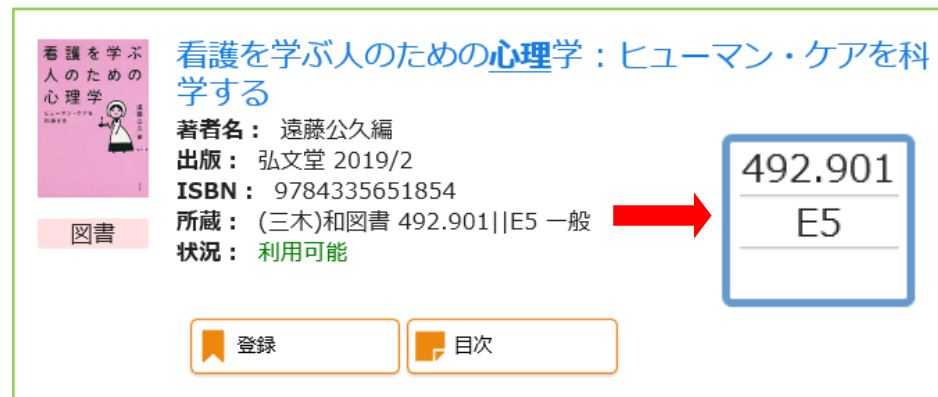 看護を学ぶ
人のための
心理学
ヒューマン・ケアを
科学する
遠藤公久編
看護を学ぶ人のための心理学：ヒューマン・ケアを科
学する
著者名： 遠藤公久編
出版： 弘文堂 2019/2
ISBN： 9784335651854
所蔵： (三木)和図書 492.901||E5 一般
状況： 利用可能
図書
492.901
E5
登録
目次